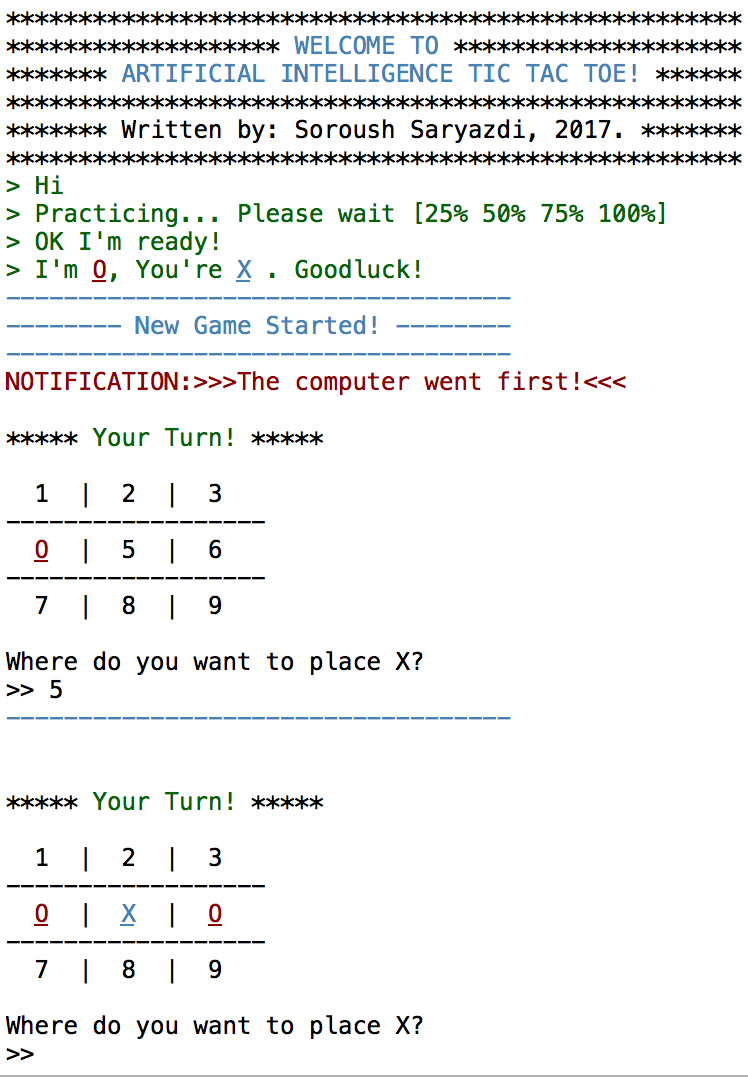 ***************************************************
******************* WELCOME TO ********************
******* ARTIFICIAL INTELLIGENCE TIC TAC TOE! ******
***************************************************
******* Written by: Soroush Saryazdi, 2017. *******
***************************************************
> Hi
> Practicing... Please wait [25% 50% 75% 100%]
> OK I'm ready!
> I'm O, You're X . Goodluck!
-----------------------------------
-------- New Game Started! --------
-----------------------------------
NOTIFICATION:>>>The computer went first!<<<
***** Your Turn! *****
1 | 2 | 3
------------------
O | 5 | 6
------------------
7 | 8 | 9
Where do you want to place X?
>> 5
-----------------------------------
***** Your Turn! *****
1 | 2 | 3
------------------
O | X | O
------------------
7 | 8 | 9
Where do you want to place X?
>>